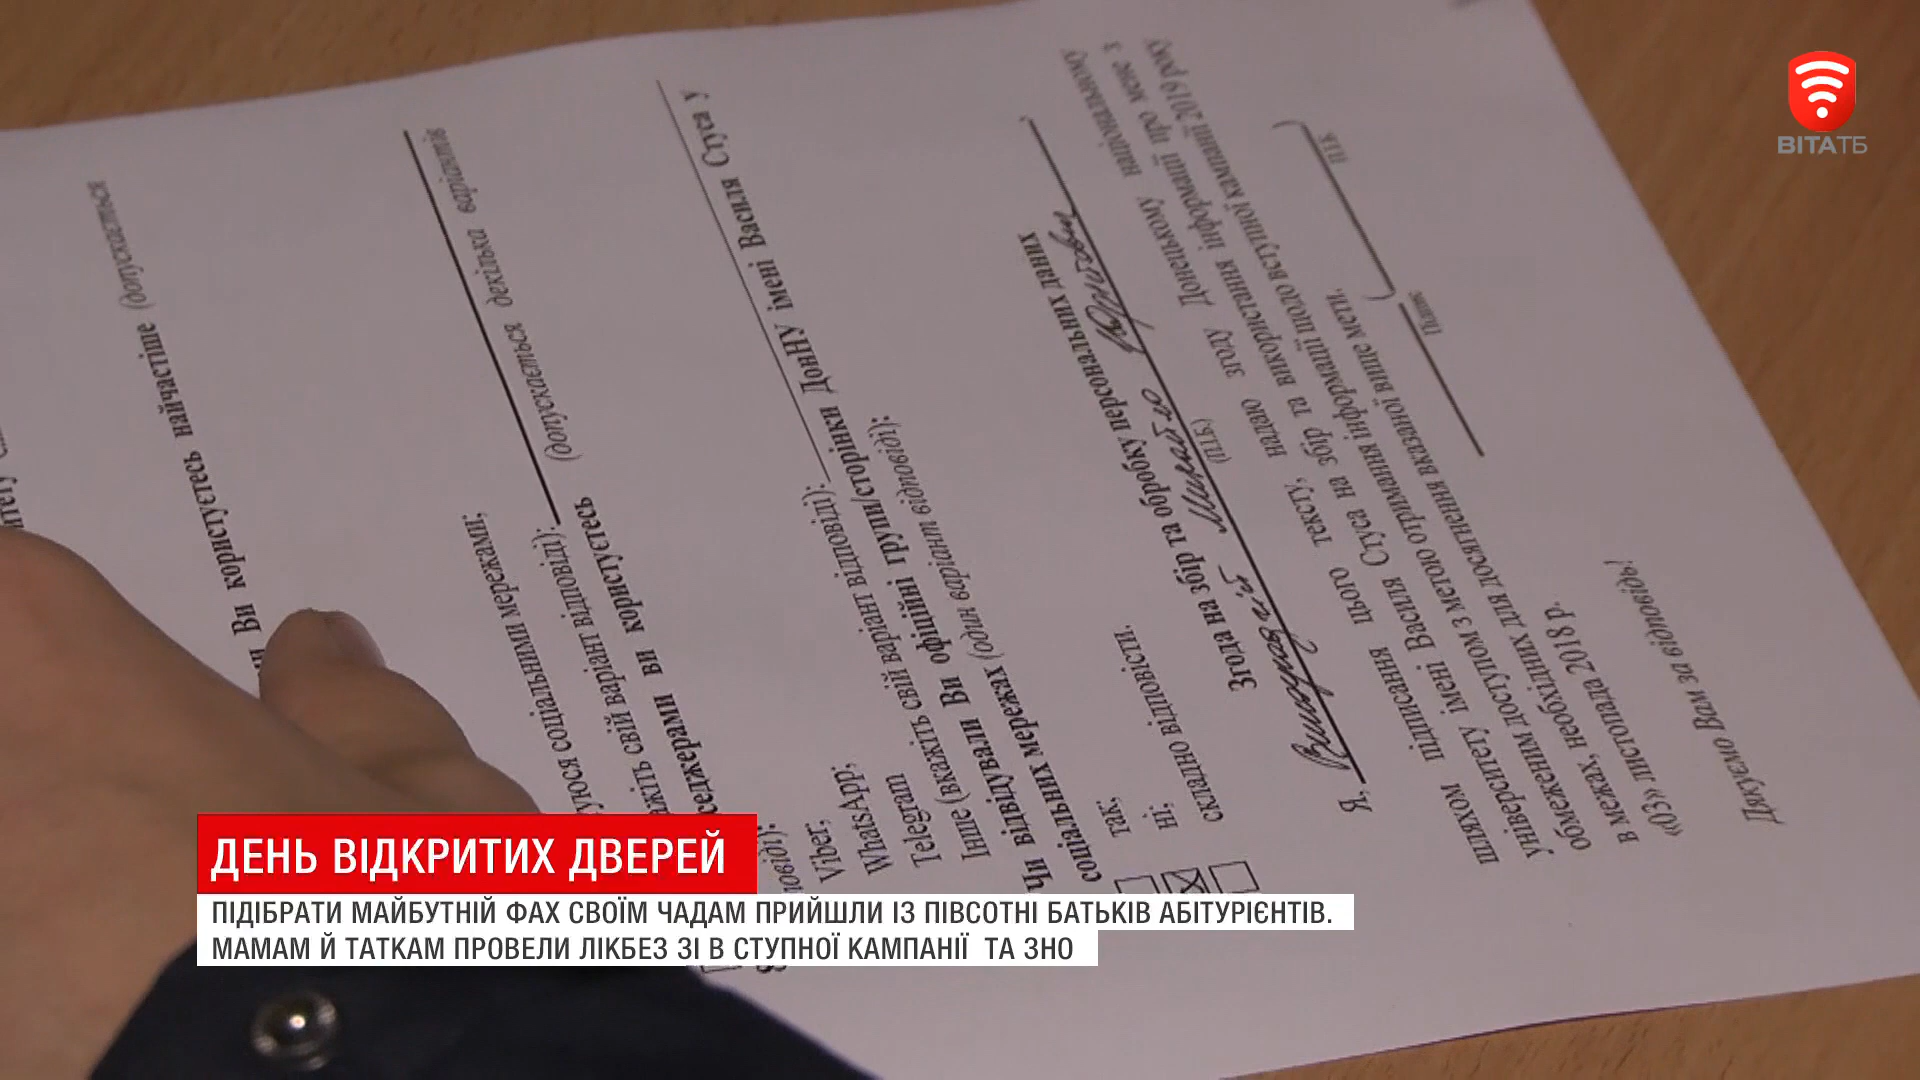 ВІТАТБ
(допускається
Ви користуєтесь найчастіше
(допускається декілька варіантів
соціальними мережами;
свій варіант відповіді):
ви користуєтесь
Viber;
WhatsApp;
Telegram
Інше (вкажіть свій варіант відповіді):
Чи відвідували Ви офіційні групи/сторінки ДонНУ імені Василя Стуса у
соціальних мережах (один варіант відповіді):
так;
ні;
складно відповісти.
Згода на збір та обробку персональних даних
Я,
(П.І.Б.)
шляхом підписання цього тексту, надаю згоду Донецькому національному
університету імені Василя Стуса на збір та використання інформації про мене з
обмеженим доступом з метою отримання інформації щодо вступної кампанії 2019 року
в межах, необхідних для досягнення вказаної вище мети.
«03» листопада 2018 р.
Підпис
П.І.Б.
Дякуємо Вам за відповідь!
ДЕНЬ ВІДКРИТИХ ДВЕРЕЙ
ПІДІБРАТИ МАЙБУТНІЙ ФАХ СВОЇМ ЧАДАМ ПРИЙШЛИ ІЗ ПІВСОТНІ БАТЬКІВ АБІТУРІЄНТІВ.
МАМАМ Й ТАТКАМ ПРОВЕЛИ ЛІКБЕЗ ЗІ В СТУПНОЇ КАМПАНІЇ  ТА ЗНО